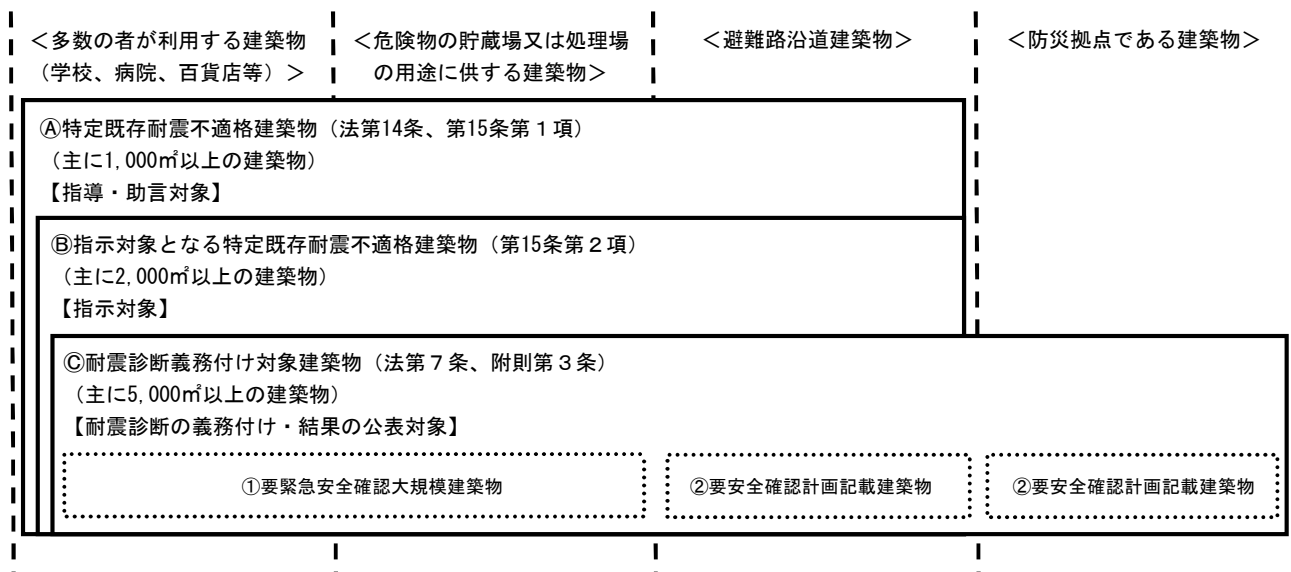 ＜多数の者が利用する建築物
（学校、病院、百貨店等）＞
＜危険物の貯蔵場又は処理場
の用途に供する建築物＞
＜避難路沿道建築物＞
＜防災拠点である建築物＞
Ⓐ特定既存耐震不適格建築物（法第14条、第15条第１項）
（主に1,000㎡以上の建築物）
【指導・助言対象】
Ⓑ指示対象となる特定既存耐震不適格建築物（第15条第２項）
（主に2,000㎡以上の建築物）
【指示対象】
Ⓒ耐震診断義務付け対象建築物（法第７条、附則第３条）
（主に5,000㎡以上の建築物）
【耐震診断の義務付け・結果の公表対象】
①要緊急安全確認大規模建築物
②要安全確認計画記載建築物
②要安全確認計画記載建築物